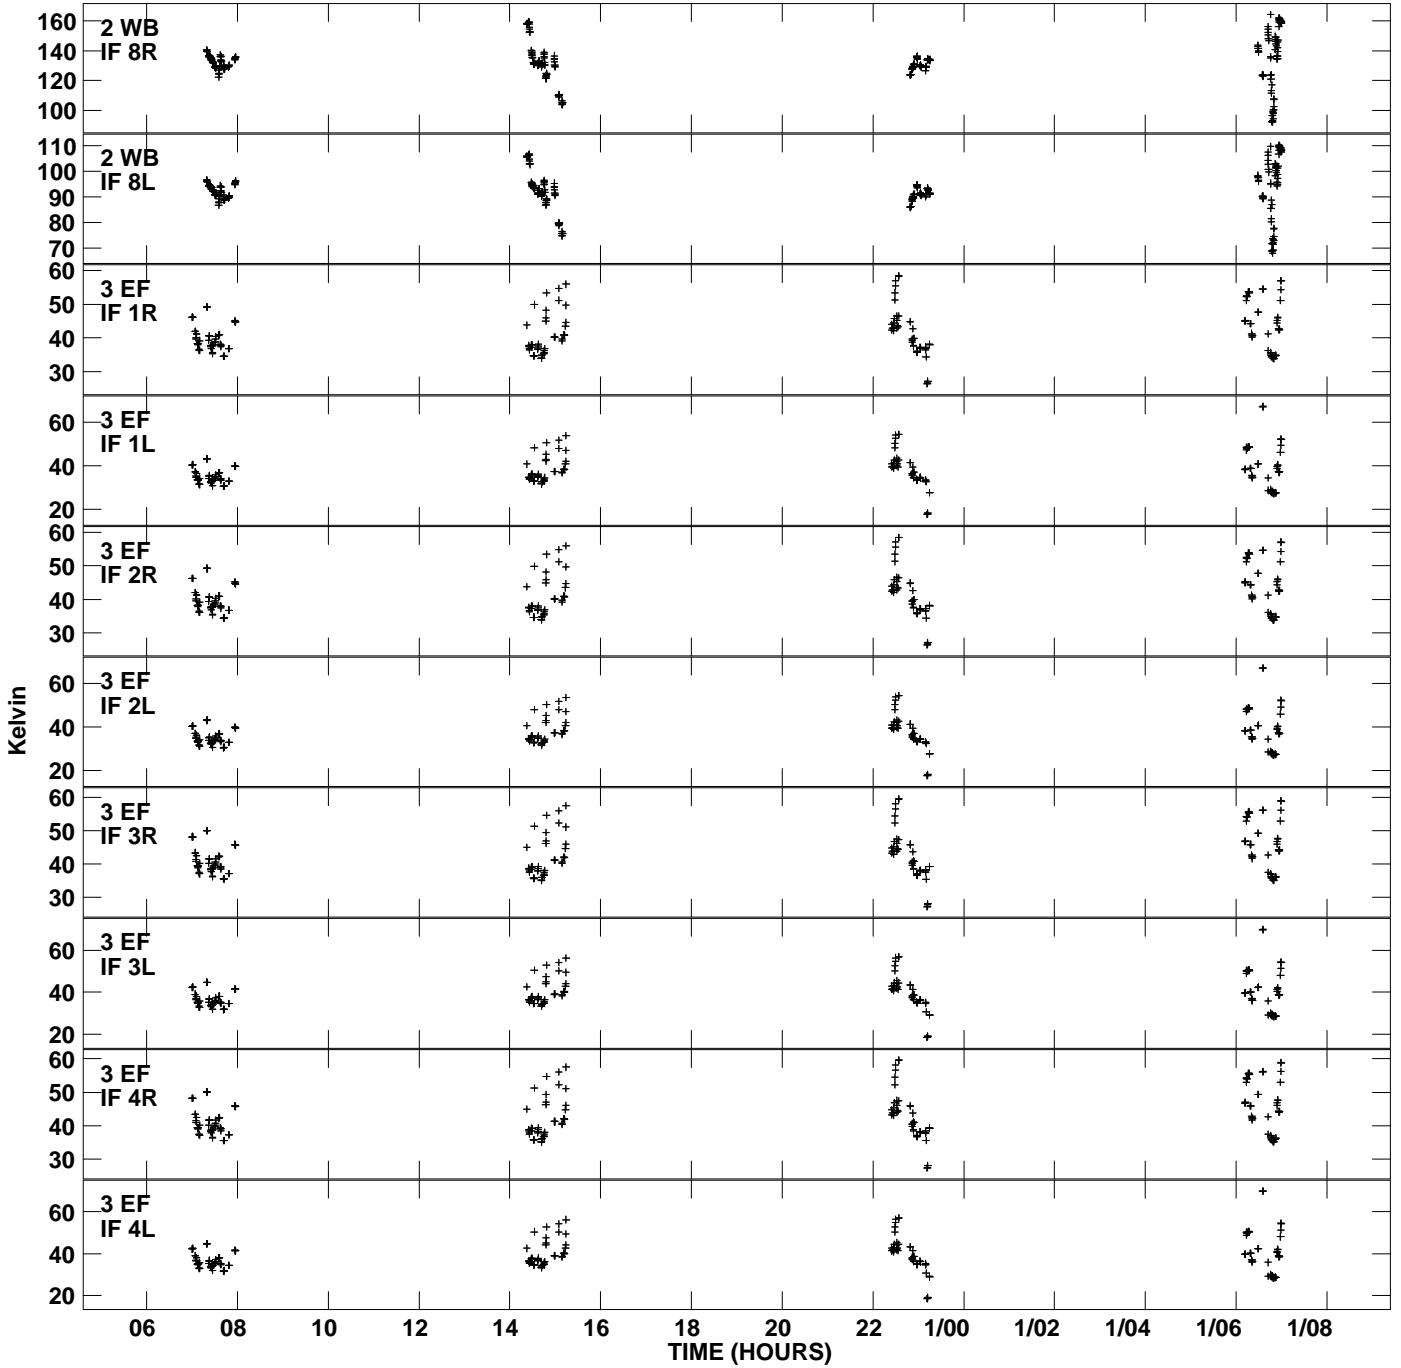 160
140
120
100
2 WB
IF 8R
110
100
90
80
70
2 WB
IF 8L
60
50
40
30
3 EF
IF 1R
60
40
20
3 EF
IF 1L
60
50
40
30
3 EF
IF 2R
60
40
20
3 EF
IF 2L
60
50
40
30
3 EF
IF 3R
60
40
20
3 EF
IF 3L
60
50
40
30
3 EF
IF 4R
60
40
20
3 EF
IF 4L
Kelvin
06 08 10 12 14 16 18 20 22 1/00 1/02 1/04 1/06 1/08
TIME (HOURS)